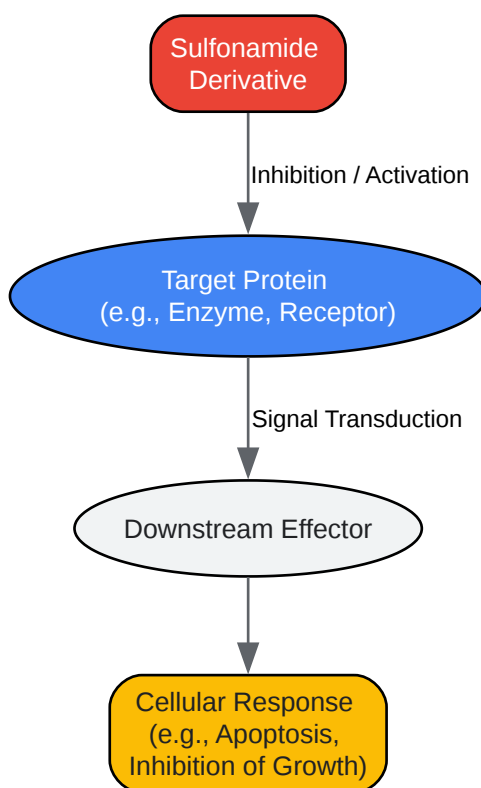 Sulfonamide
Derivative
Inhibition / Activation
Target Protein
(e.g., Enzyme, Receptor)
Signal Transduction
Downstream Effector
Cellular Response
(e.g., Apoptosis,
Inhibition of Growth)